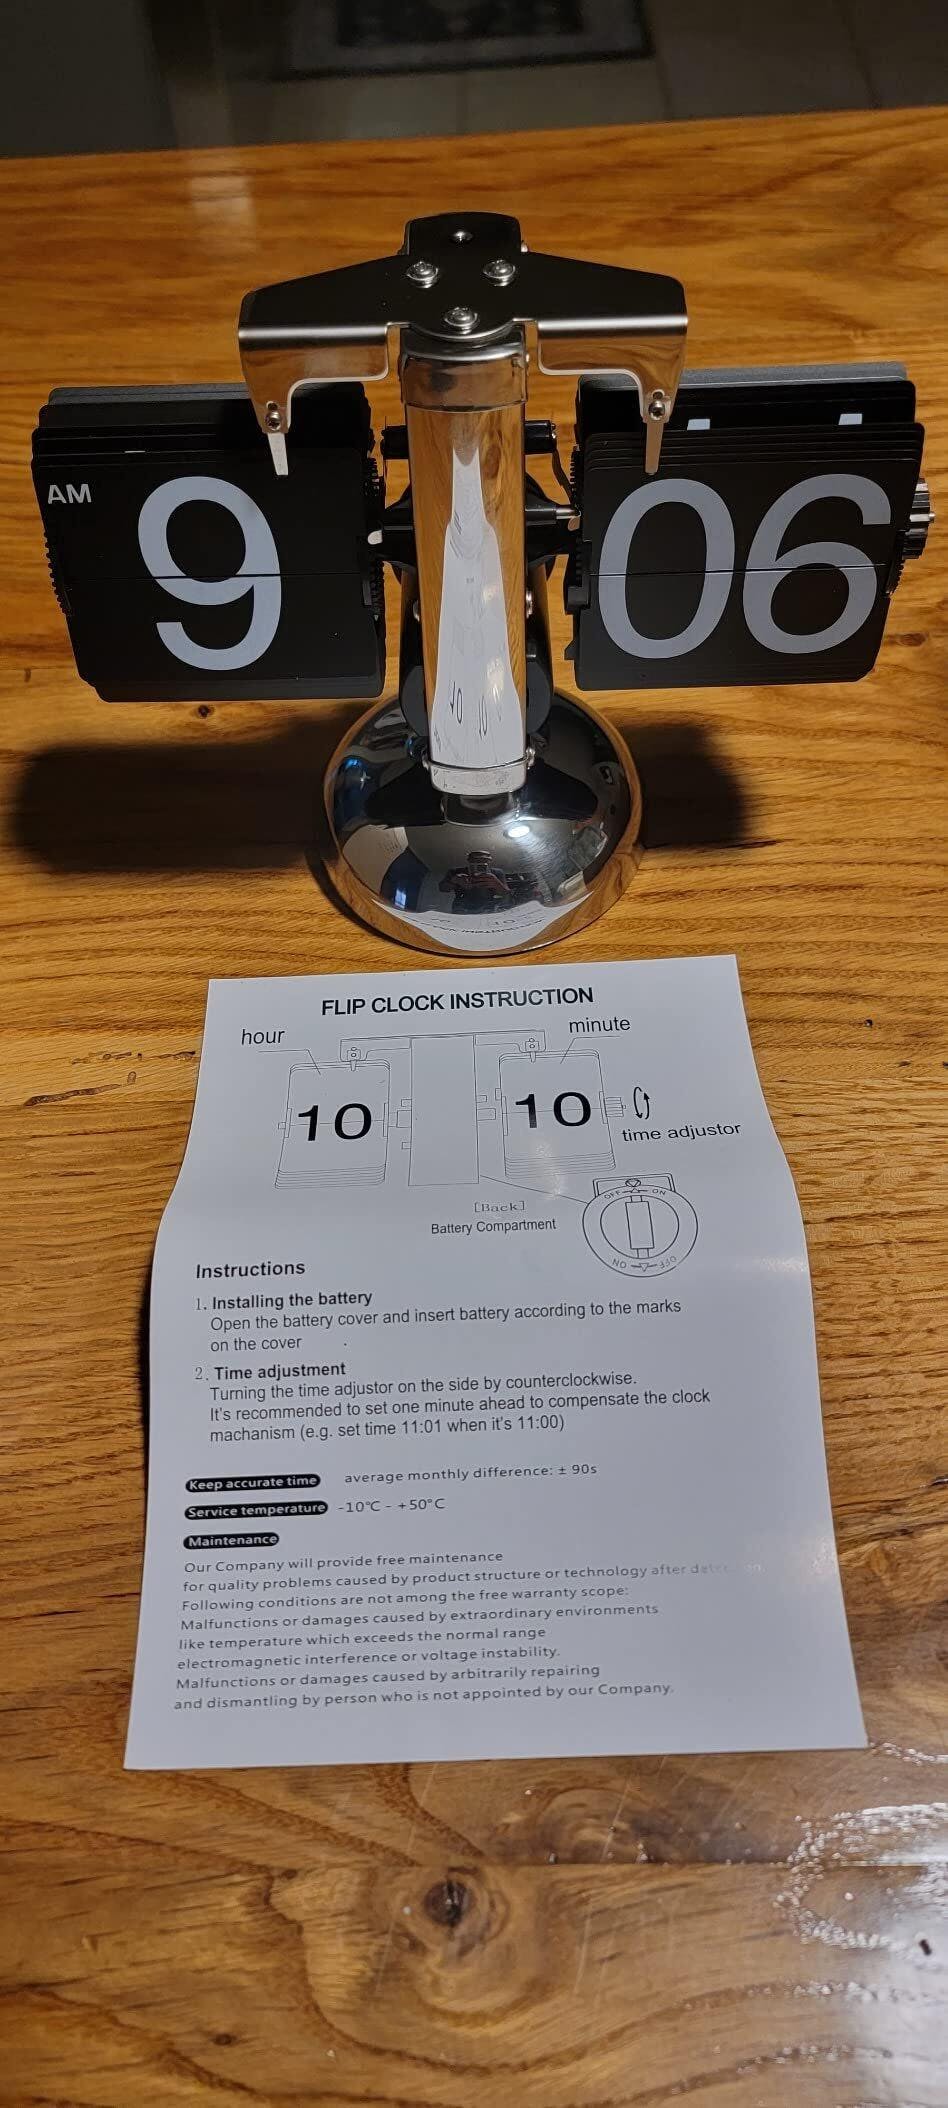 AM
9
06
FLIP CLOCK INSTRUCTION
hour
minute
10
10
time adjustor
[Back]
Battery Compartment
OFF ON
ON OFF
Instructions
1. Installing the battery
Open the battery cover and insert battery according to the marks
on the cover
2. Time adjustment
Turning the time adjustor on the side by counterclockwise.
It's recommended to set one minute ahead to compensate the clock
machanism (e.g. set time 11:01 when it's 11:00)
Keep accurate time average monthly difference: ± 90s
Service temperature -10°C - +50°C
Maintenance
Our Company will provide free maintenance
for quality problems caused by product structure or technology after
Following conditions are not among the free warranty scope:
Malfunctions or damages caused by extraordinary environments
like temperature which exceeds the normal range
electromagnetic interference or voltage instability.
Malfunctions or damages caused by arbitrarily repairing
and dismantling by person who is not appointed by our Company.